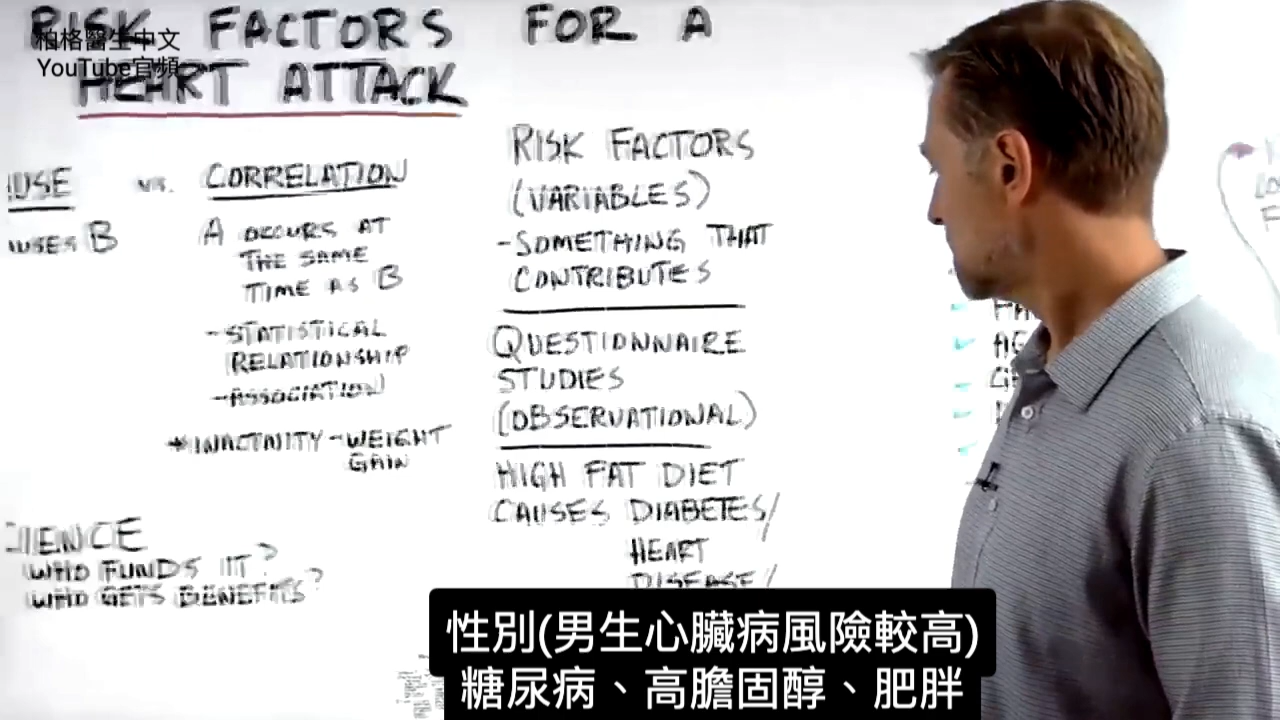 RISK FACTORS FOR A
HEART ATTACK
柏格醫生中文
YouTube官頻
VS. CORRELATION
B
A OCCURS AT
THE SAME
TIME AS B
-STATISTICAL
RELATIONSHIP
-ASSOCIATION
*INACTIVITY-WEIGHT
GAIN
WHO FUNDS IT?
WHO GETS BENEFITS?
RISK FACTORS
(VARIABLES)
-SOMETHING THAT
CONTRIBUTES
QUESTIONNAIRE
STUDIES
(OBSERVATIONAL)
HIGH FAT DIET
CAUSES DIABETES/
HEART
DISEASE/
性別(男生心臟病風險較高)
糖尿病、高膽固醇、肥胖